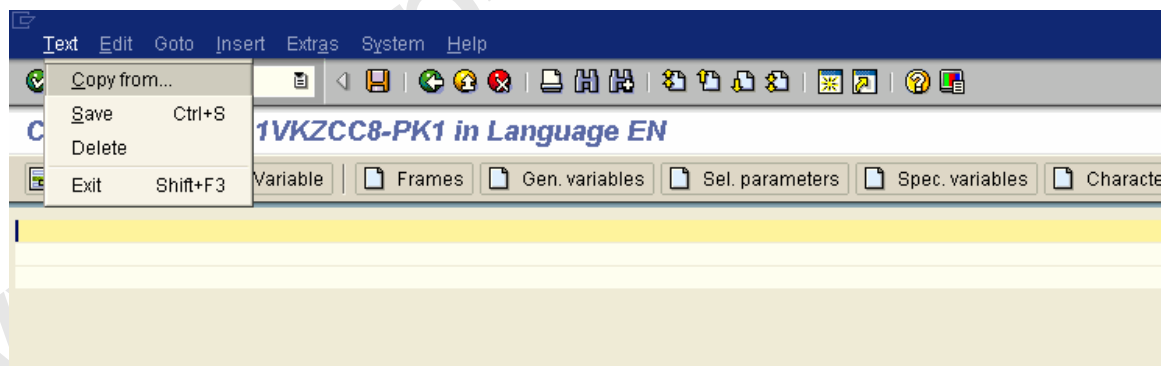 Text Edit Goto Insert Extras System Help
Copy from...
Save Ctrl+S
C 1VKZCC8-PK1 in Language EN
Delete
Exit Shift+F3 Variable Frames Gen. variables Sel. parameters Spec. variables Characte